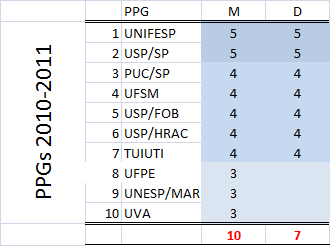 PPG M D
PPGs 2010-2011
1 UNIFESP 5 5
2 USP/SP 5 5
3 PUC/SP 4 4
4 UFSM 4 4
5 USP/FOB 4 4
6 USP/HRAC 4 4
7 TUIUTI 4 4
8 UFPE 3
9 UNESP/MAR 3
10 UVA 3
10 7